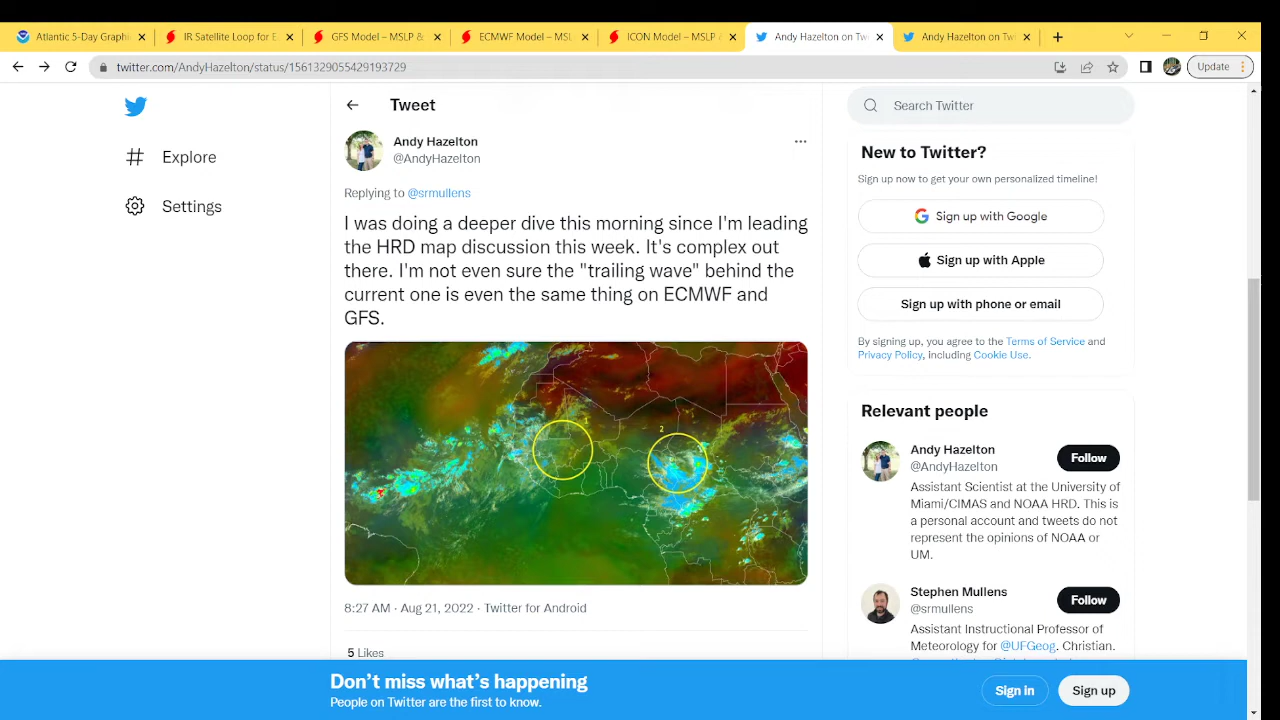 Atlantic 5-Day Graphi
IR Satellite Loop for E
GFS Model – MSLP &
ECMWF Model – MSL
ICON Model – MSLP
Andy Hazelton on Tw
Andy Hazelton on Twi
twitter.com/AndyHazelton/status/1561329055429193729
Update
Explore
Settings
Tweet
Andy Hazelton
@AndyHazelton
Replying to @srmullens
I was doing a deeper dive this morning since I'm leading
the HRD map discussion this week. It's complex out
there. I'm not even sure the "trailing wave" behind the
current one is even the same thing on ECMWF and
GFS.
1
2
8:27 AM · Aug 21, 2022 · Twitter for Android
5 Likes
Search Twitter
New to Twitter?
Sign up now to get your own personalized timeline!
Sign up with Google
Sign up with Apple
Sign up with phone or email
By signing up, you agree to the Terms of Service and
Privacy Policy, including Cookie Use.
Relevant people
Andy Hazelton
@AndyHazelton
Follow
Assistant Scientist at the University of
Miami/CIMAS and NOAA HRD. This is
a personal account and tweets do not
represent the opinions of NOAA or
UM.
Stephen Mullens
@srmullens
Follow
Assistant Instructional Professor of
Meteorology for @UFGeog. Christian.
Don't miss what's happening
People on Twitter are the first to know.
Sign in
Sign up